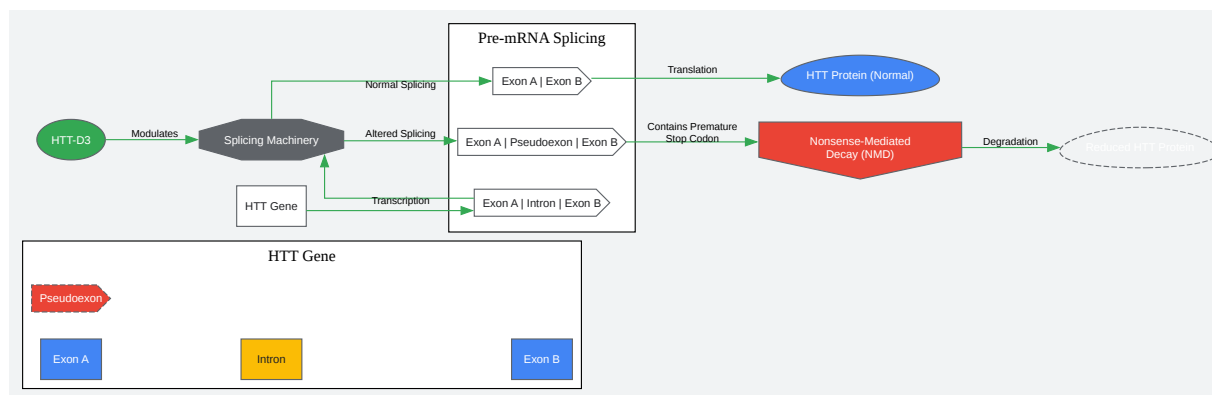 Pre-mRNA Splicing
Exon A | Exon B
Normal Splicing
Translation
HTT Protein (Normal)
HTT-D3
Modulates
Splicing Machinery
Altered Splicing
Exon A | Pseudoexon | Exon B
Contains Premature
Stop Codon
Nonsense-Mediated
Decay (NMD)
Degradation
Reduced HTT Protein
HTT Gene
Transcription
Exon A | Intron | Exon B
HTT Gene
Pseudoexon
Exon A
Intron
Exon B